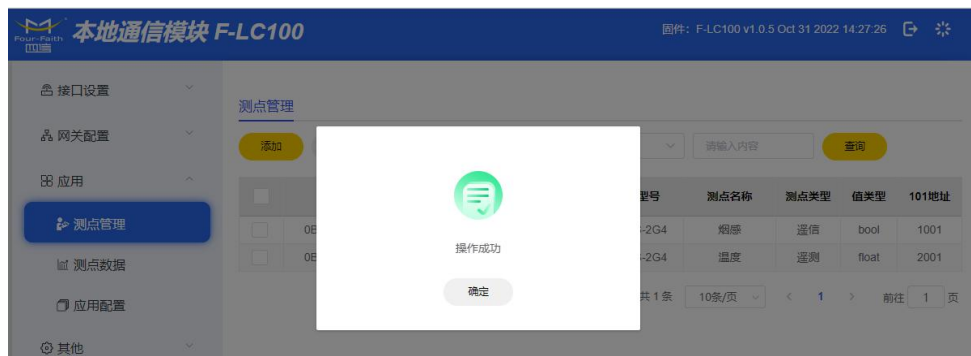 Four-Faith
四信
本地通信模块 F-LC100
固件: F-LC100 v1.0.5 Oct 31 2022 14:27:26
接口设置
网关配置
应用
测点管理
测点数据
应用配置
其他
测点管理
添加
请输入内容
查询
型号 测点名称 测点类型 值类型 101地址
0E -2G4 烟感 遥信 bool 1001
0E -2G4 温度 遥测 float 2001
共 1 条 10条/页 1 前往 1 页
操作成功
确定